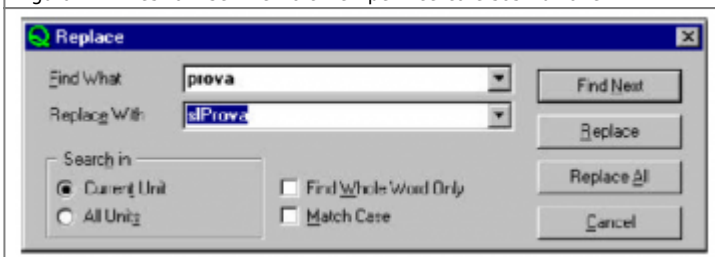 Replace
Find What prova Find Next
Replace With slProva Replace
Search in Replace All
Current Unit Find Whole Word Only
All Units Match Case Cancel